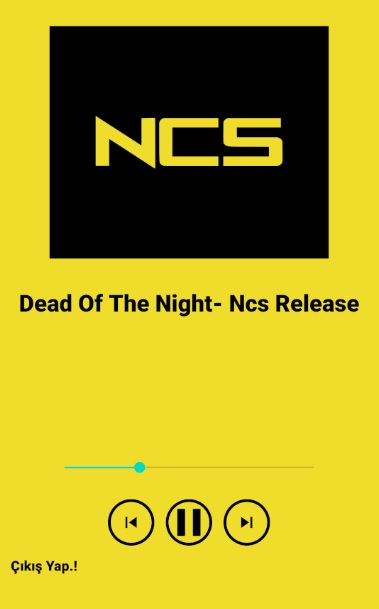 NCS
Dead Of The Night- Ncs Release
Çıkış Yap.!